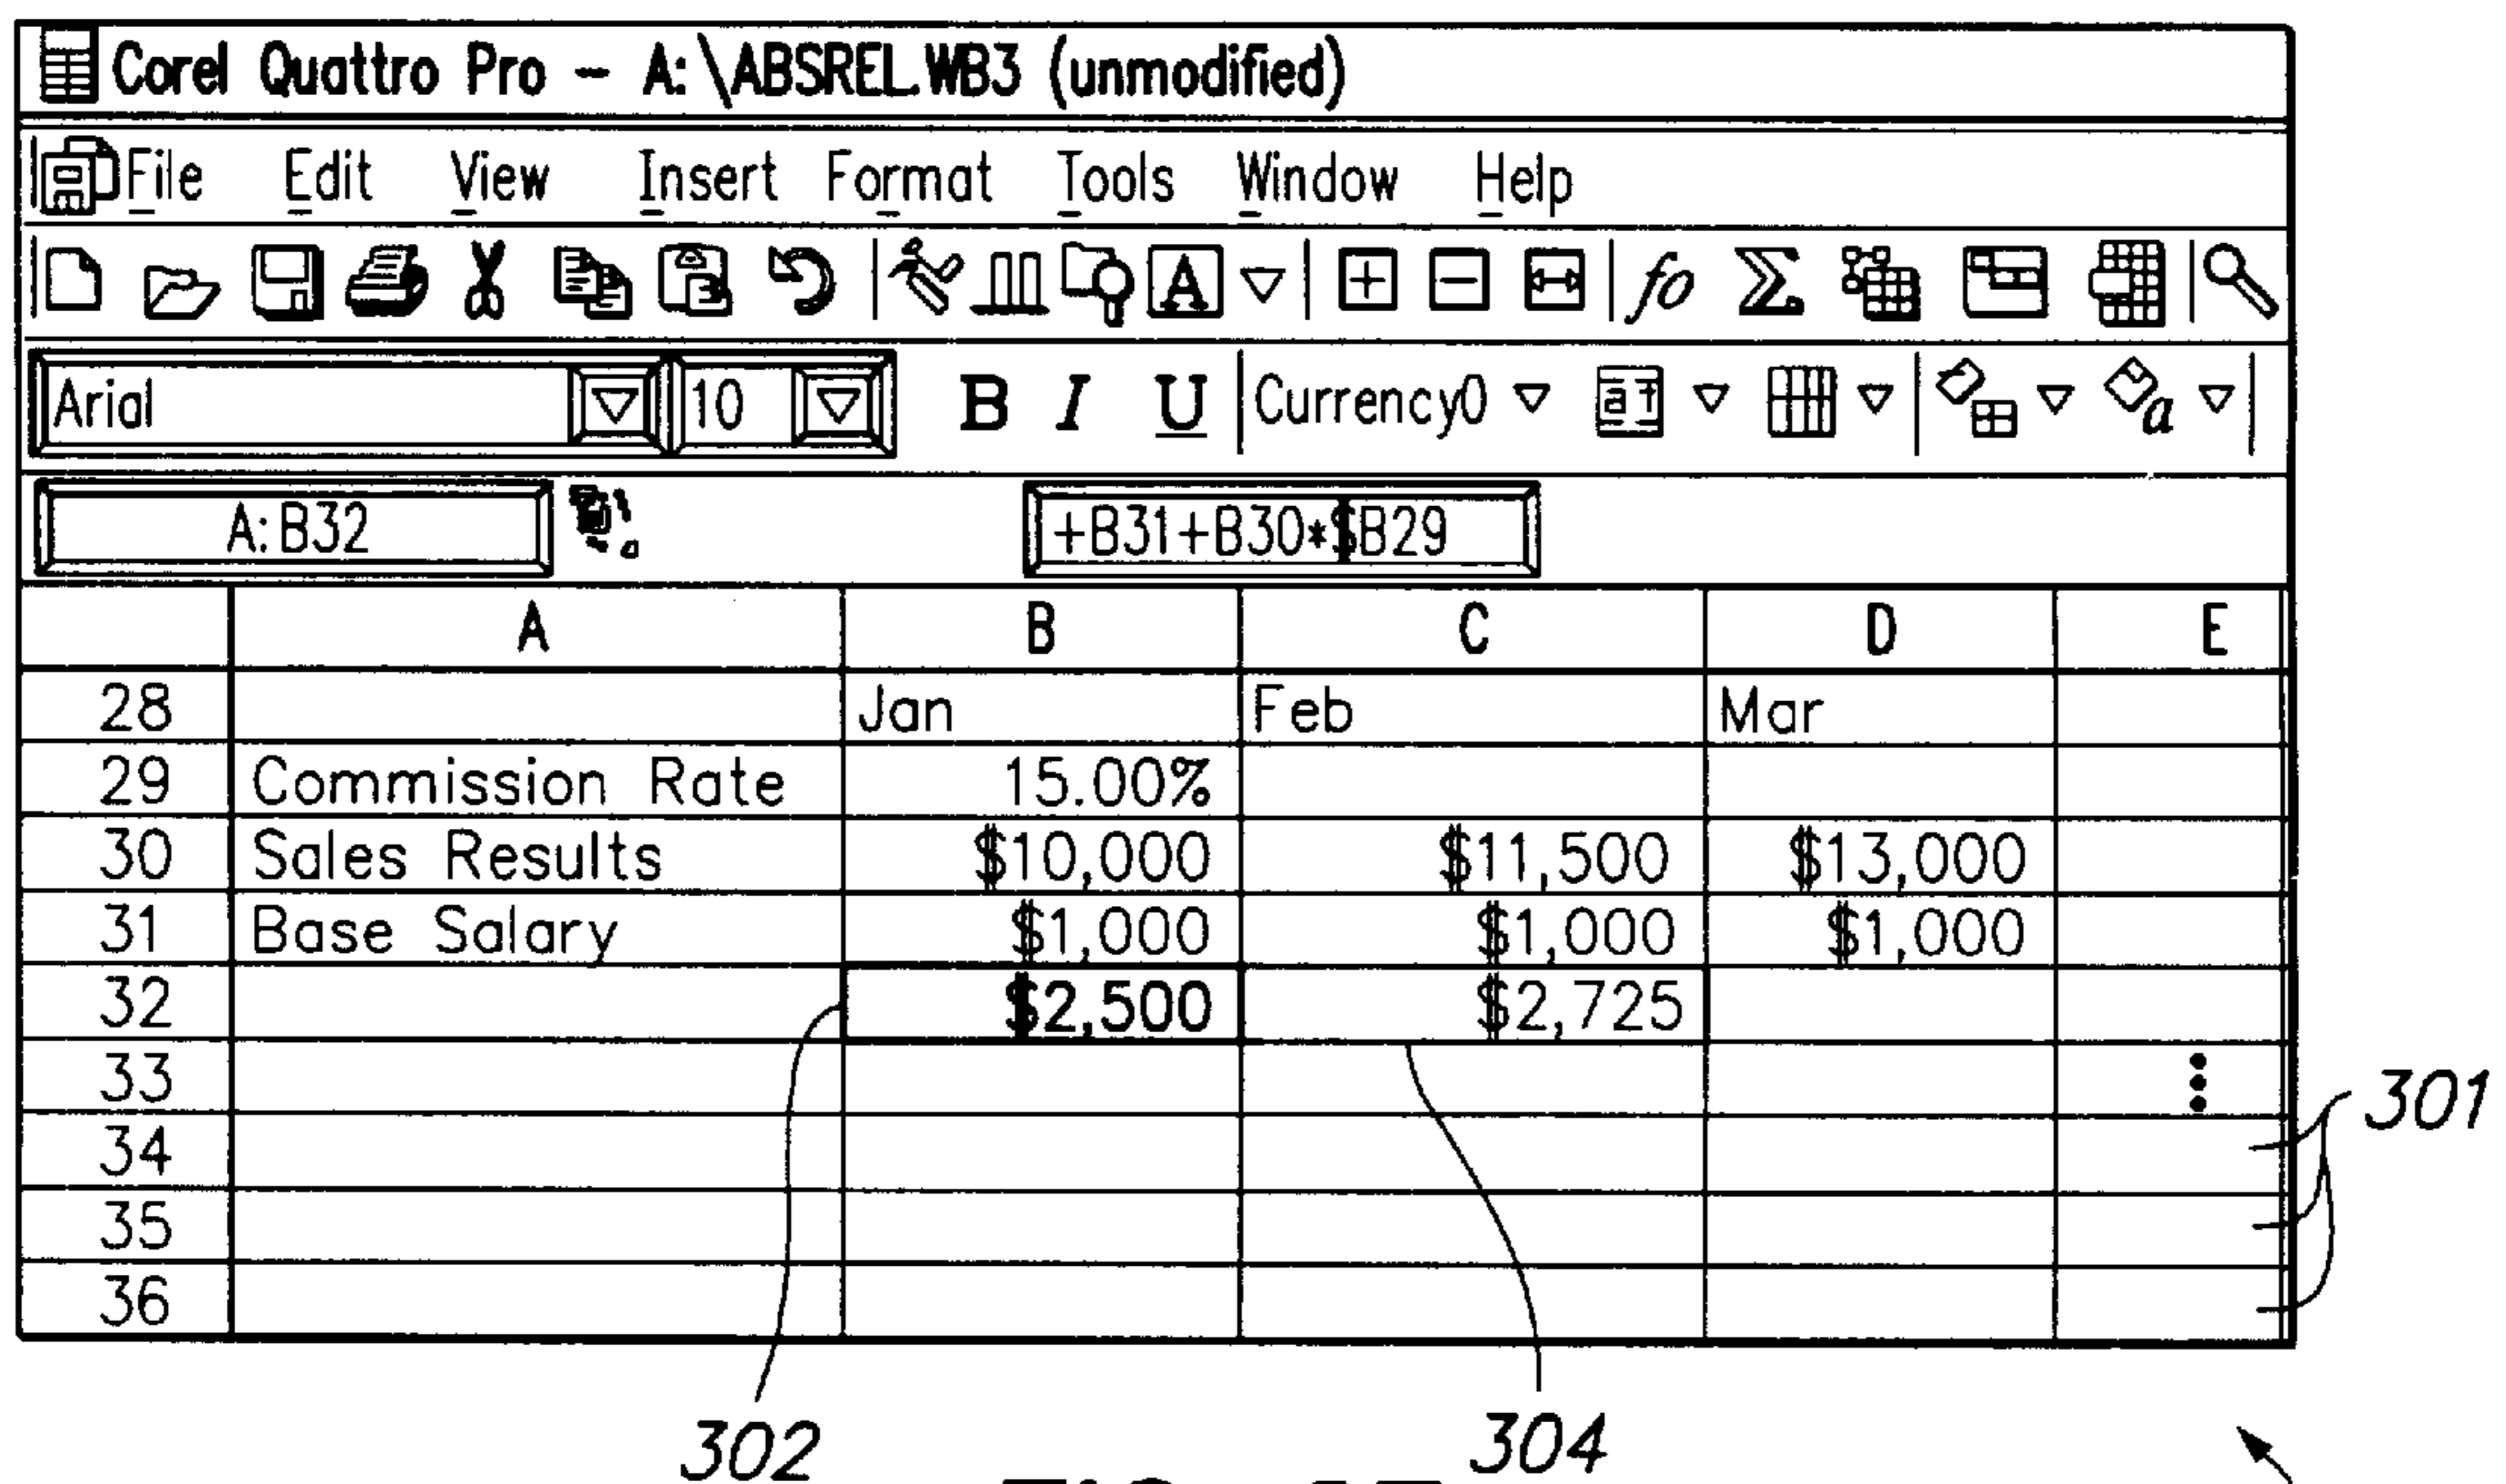 Corel Quattro Pro – A:\ABSREL.WB3 (unmodified)
File Edit View Insert Format Tools Window Help
A fo Σ
Arial 10 B I U Currency0 a
A:B32 +B31+B30*$B29
A B C D E
28 Jan Feb Mar
29 Commission Rate 15.00%
30 Sales Results $10,000 $11,500 $13,000
31 Base Salary $1,000 $1,000 $1,000
32 $2,500 $2,725
33
34
35
36
301
302 304